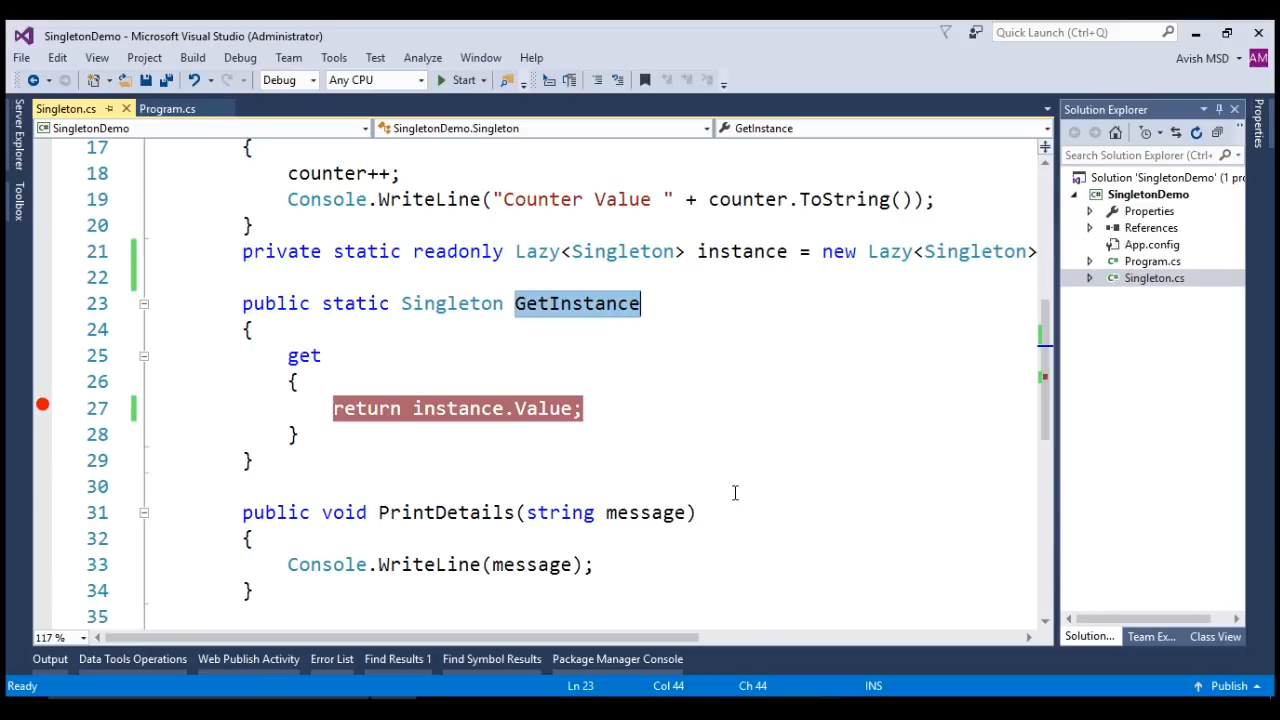 SingletonDemo - Microsoft Visual Studio (Administrator)
Quick Launch (Ctrl+Q)
File Edit View Project Build Debug Team Tools Test Analyze Window Help
Avish MSD AM
Debug Any CPU Start
Singleton.cs Program.cs
SingletonDemo SingletonDemo.Singleton GetInstance
Server Explorer
Toolbox
17 {
18 counter++;
19 Console.WriteLine("Counter Value " + counter.ToString());
20 }
21 private static readonly Lazy<Singleton> instance = new Lazy<Singleton>
22
23 public static Singleton GetInstance
24 {
25 get
26 {
27 return instance.Value;
28 }
29 }
30
31 public void PrintDetails(string message)
32 {
33 Console.WriteLine(message);
34 }
35
117 %
Solution Explorer
Search Solution Explorer (Ctrl+
Solution 'SingletonDemo' (1 pro
SingletonDemo
Properties
References
App.config
Program.cs
Singleton.cs
Solution... Team Ex... Class View
Properties
Output Data Tools Operations Web Publish Activity Error List Find Results 1 Find Symbol Results Package Manager Console
Ready Ln 23 Col 44 Ch 44 INS Publish